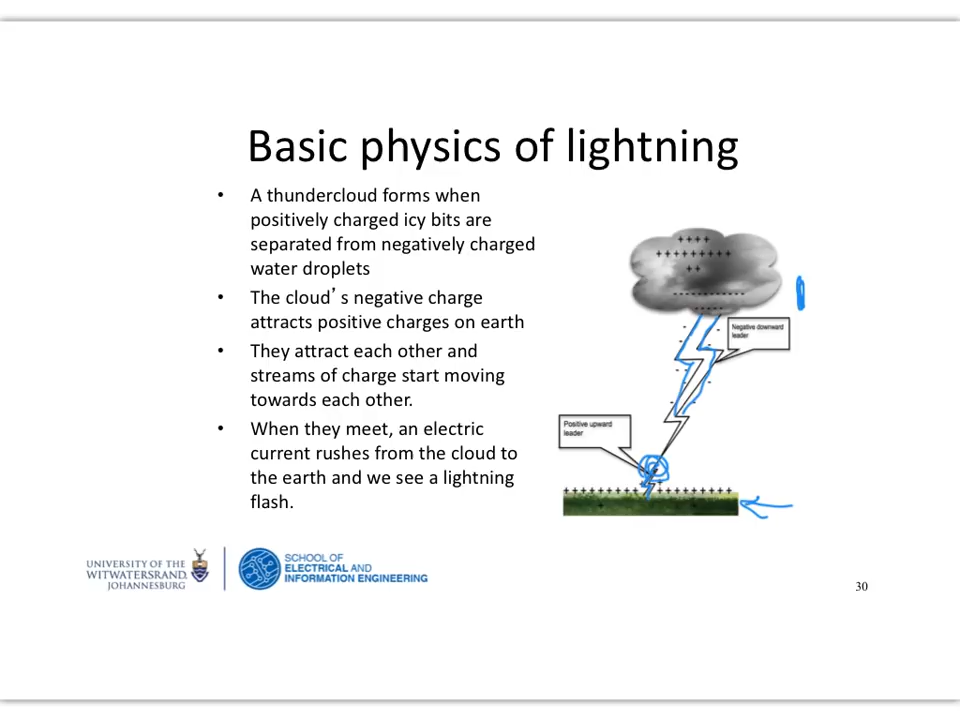 Basic physics of lightning
• A thundercloud forms when
positively charged icy bits are
separated from negatively charged
water droplets
• The cloud’s negative charge
attracts positive charges on earth
• They attract each other and
streams of charge start moving
towards each other.
• When they meet, an electric
current rushes from the cloud to
the earth and we see a lightning
flash.
Negative downward
leader
Positive upward
leader
UNIVERSITY OF THE
WITWATERSRAND,
JOHANNESBURG
SCHOOL OF
ELECTRICAL AND
INFORMATION ENGINEERING
30